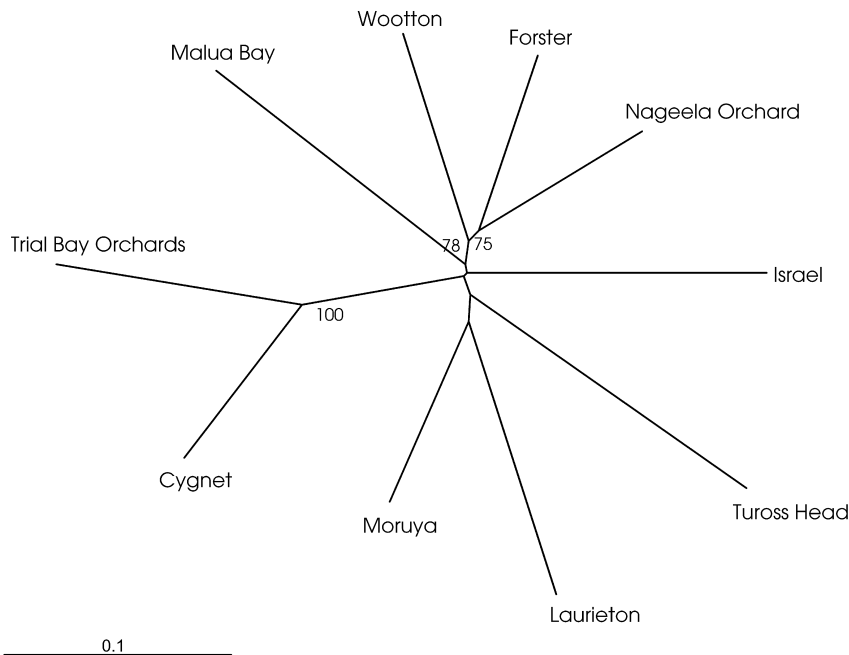 Wootton
Forster
Malua Bay
Nageela Orchard
Trial Bay Orchards
78 75
Israel
100
Cygnet
Tuross Head
Moruya
Laurieton
0.1